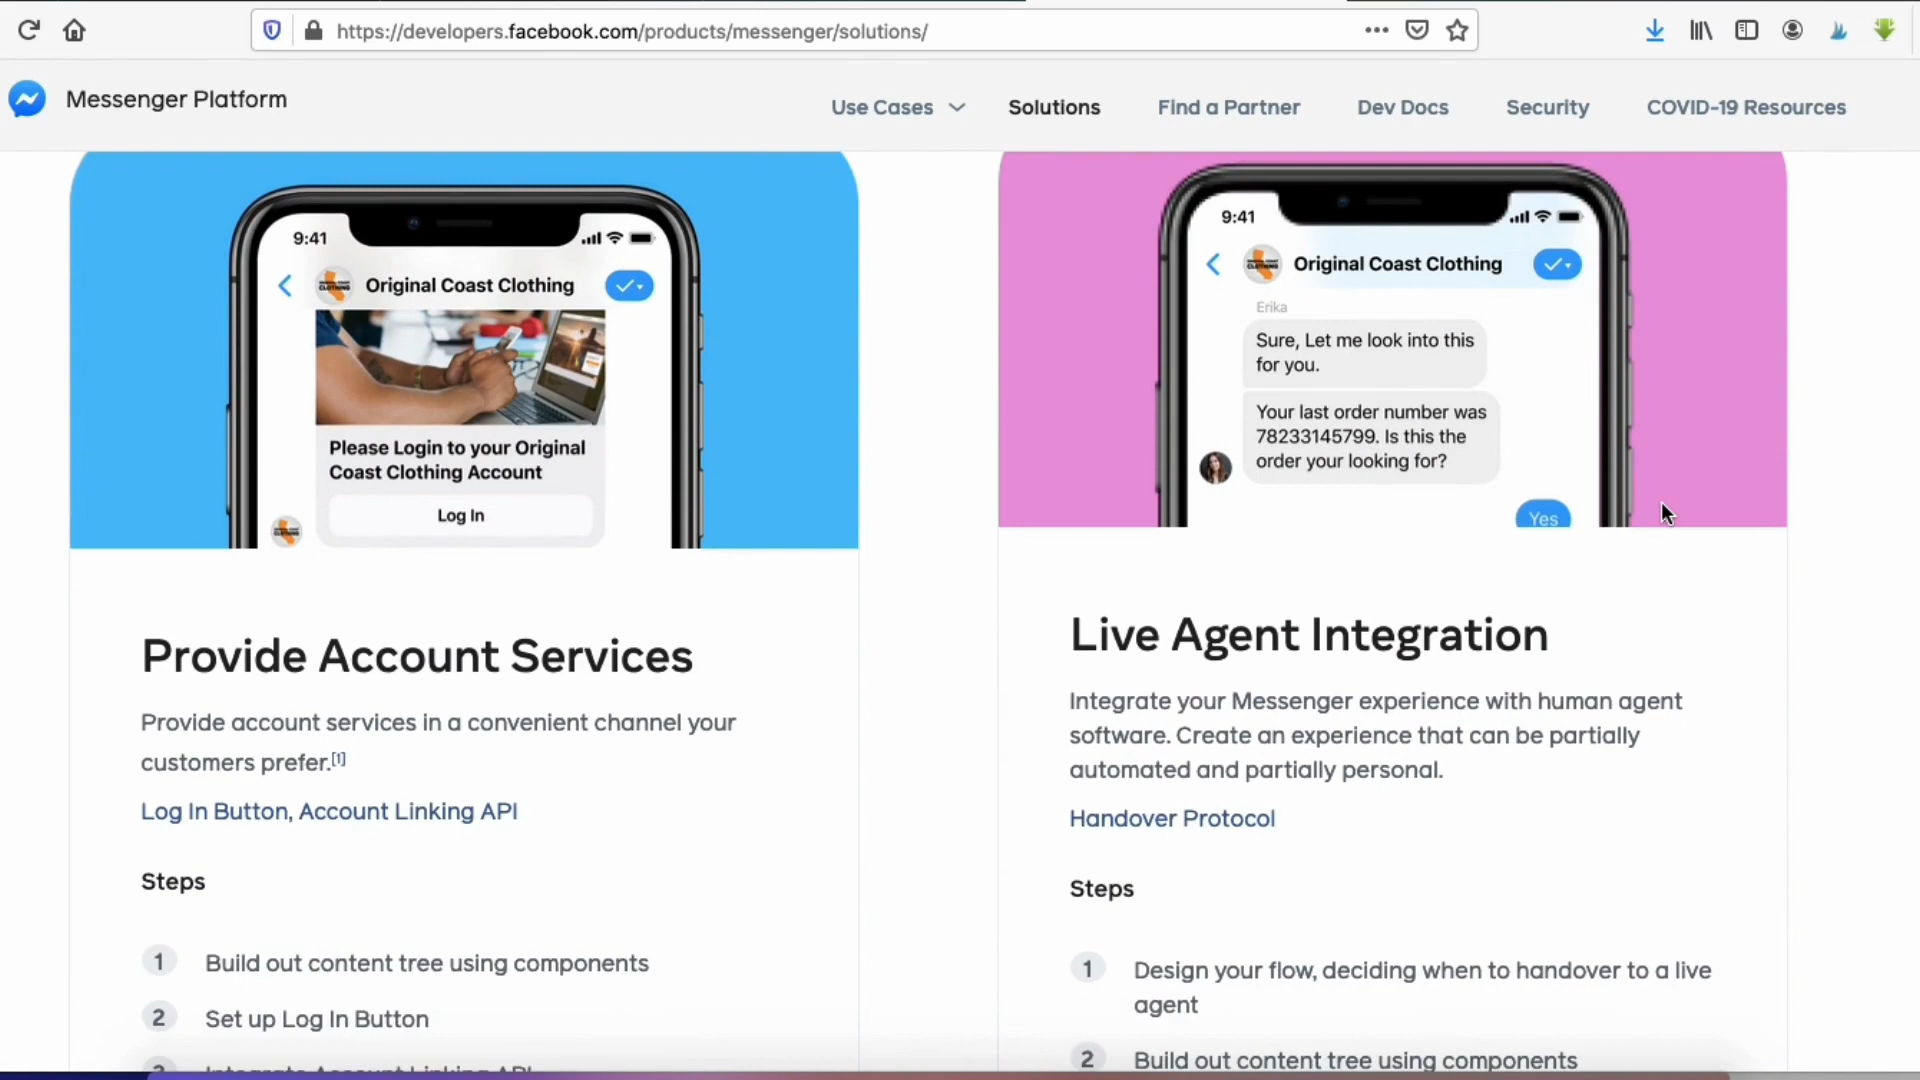 https://developers.facebook.com/products/messenger/solutions/
Messenger Platform
Use Cases
Solutions
Find a Partner
Dev Docs
Security
COVID-19 Resources
9:41
Original Coast Clothing
Please Login to your Original
Coast Clothing Account
Log In
Provide Account Services
Provide account services in a convenient channel your
customers prefer.[1]
Log In Button, Account Linking API
Steps
1 Build out content tree using components
2 Set up Log In Button
3 Integrate Account Linking API
9:41
Original Coast Clothing
Erika
Sure, Let me look into this
for you.
Your last order number was
78233145799. Is this the
order your looking for?
Yes
Live Agent Integration
Integrate your Messenger experience with human agent
software. Create an experience that can be partially
automated and partially personal.
Handover Protocol
Steps
1 Design your flow, deciding when to handover to a live
agent
2 Build out content tree using components